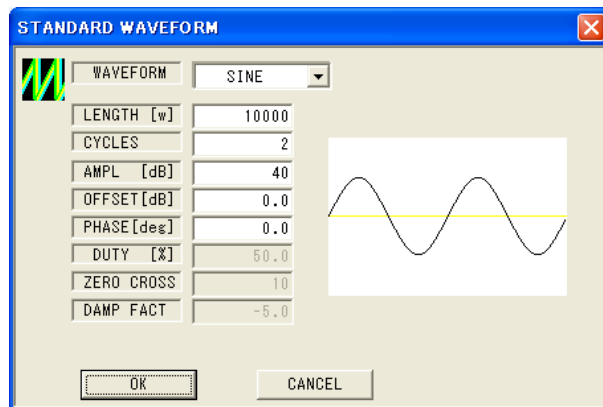 STANDARD WAVEFORM
WAVEFORM SINE
LENGTH [w] 10000
CYCLES 2
AMPL [dB] 40
OFFSET[dB] 0.0
PHASE[deg] 0.0
DUTY [%] 50.0
ZERO CROSS 10
DAMP FACT -5.0
OK CANCEL